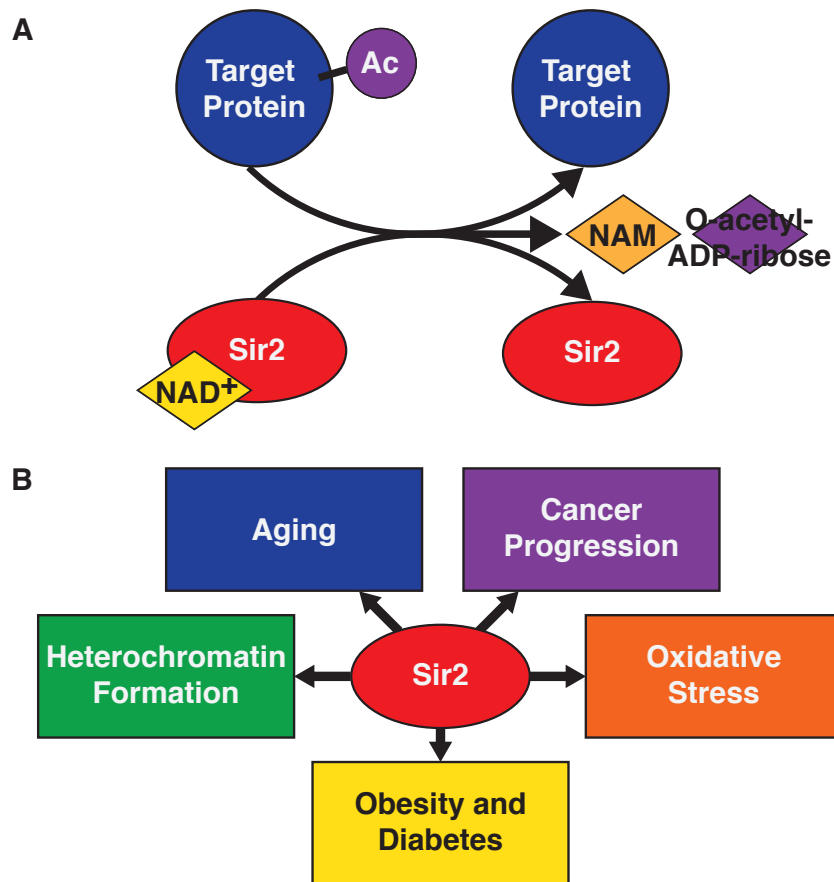 A
Target
Protein
Ac
Target
Protein
NAM
O-acetyl-
ADP-ribose
Sir2
NAD+
Sir2
B
Aging
Cancer
Progression
Heterochromatin
Formation
Sir2
Oxidative
Stress
Obesity and
Diabetes